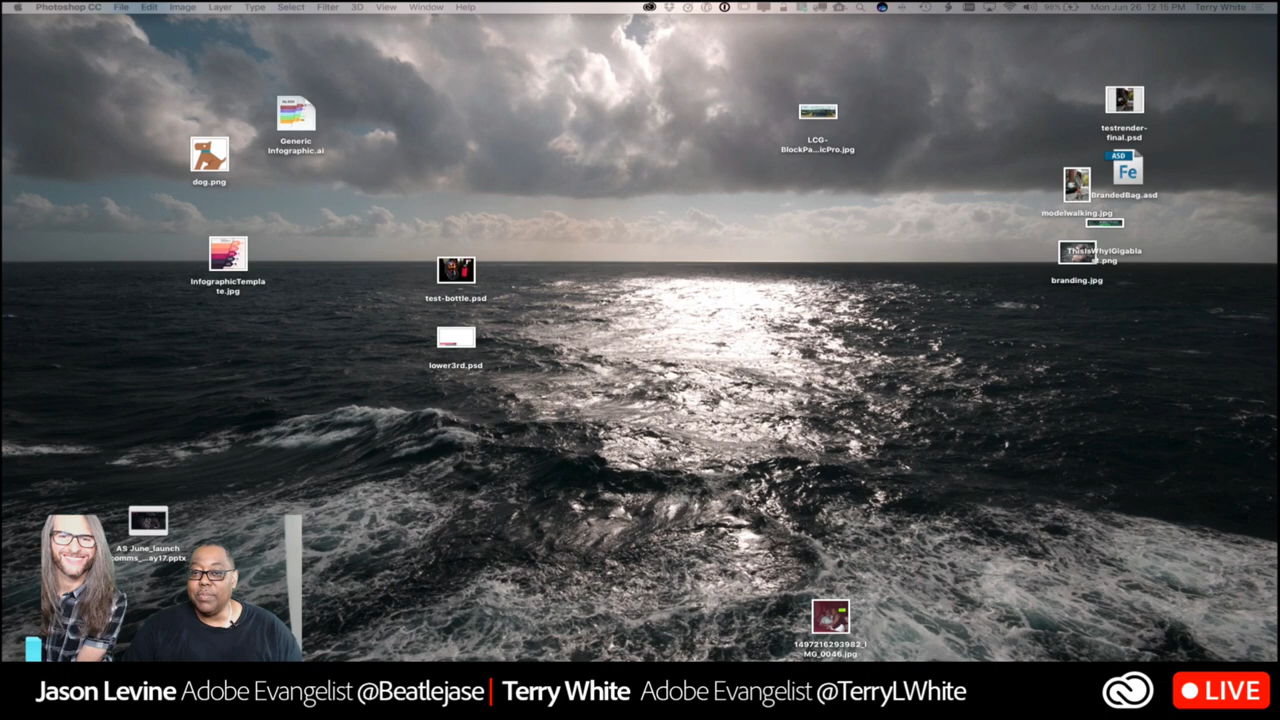 Photoshop CC File Edit Image Layer Type Select Filter 3D View Window Help 98% Mon Jun 26 12:15 PM Terry White
Generic
Infographic.ai
dog.png
LCG-
BlockPa...icPro.jpg
testrender-
final.psd
ASD
Fe
BrandedBag.asd
modelwalking.jpg
ThisIsWhyIGigabla
st.png
branding.jpg
InfographicTempla
te.jpg
test-bottle.psd
lower3rd.psd
AS June_launch
comms_...ay17.pptx
1497216293982_I
MG_0046.jpg
Jason Levine Adobe Evangelist @Beatlejase | Terry White Adobe Evangelist @TerryLWhite
LIVE